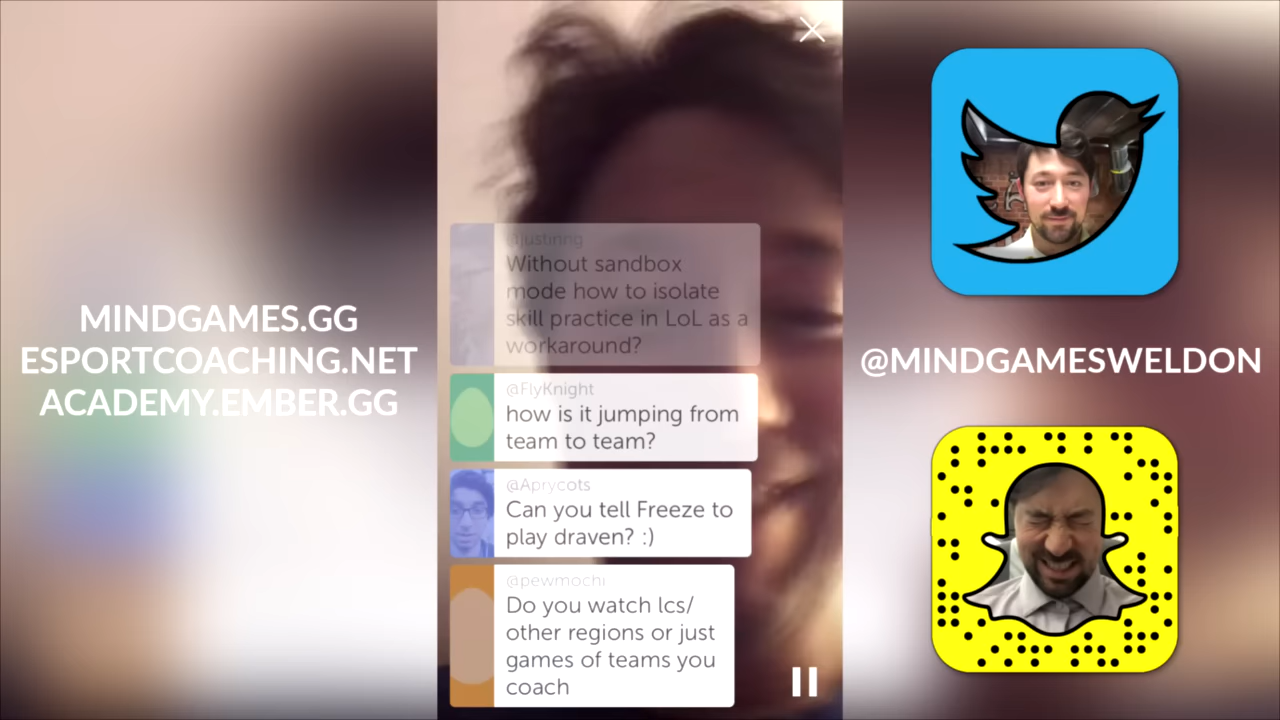 MINDGAMES.GG
ESPORTCOACHING.NET
ACADEMY.EMBER.GG
@justinng
Without sandbox
mode how to isolate
skill practice in LoL as a
workaround?
@FlyKnight
how is it jumping from
team to team?
@Aprycots
Can you tell Freeze to
play draven? :)
@pewmochi
Do you watch lcs/
other regions or just
games of teams you
coach
@MINDGAMESWELDON